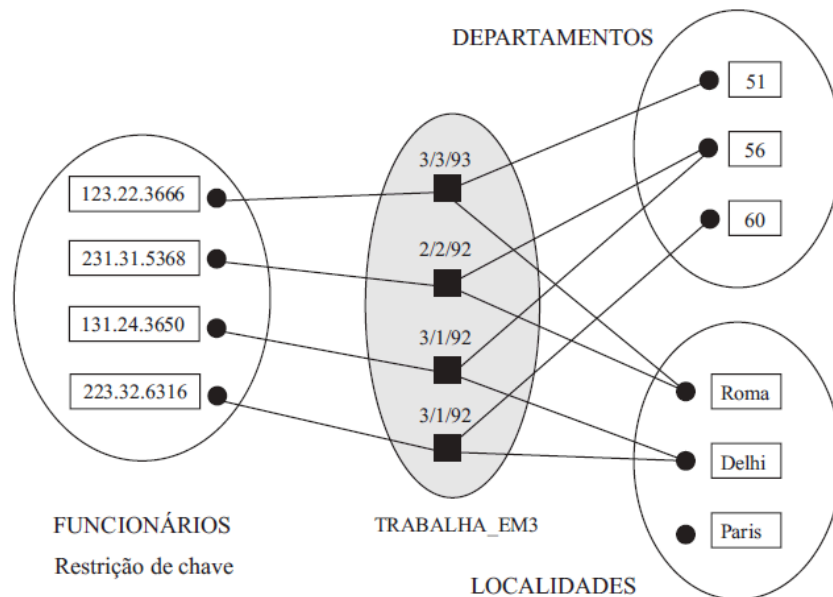 DEPARTAMENTOS
51
56
60
3/3/93
2/2/92
3/1/92
3/1/92
123.22.3666
231.31.5368
131.24.3650
223.32.6316
Roma
Delhi
Paris
FUNCIONÁRIOS
Restrição de chave
TRABALHA_EM3
LOCALIDADES